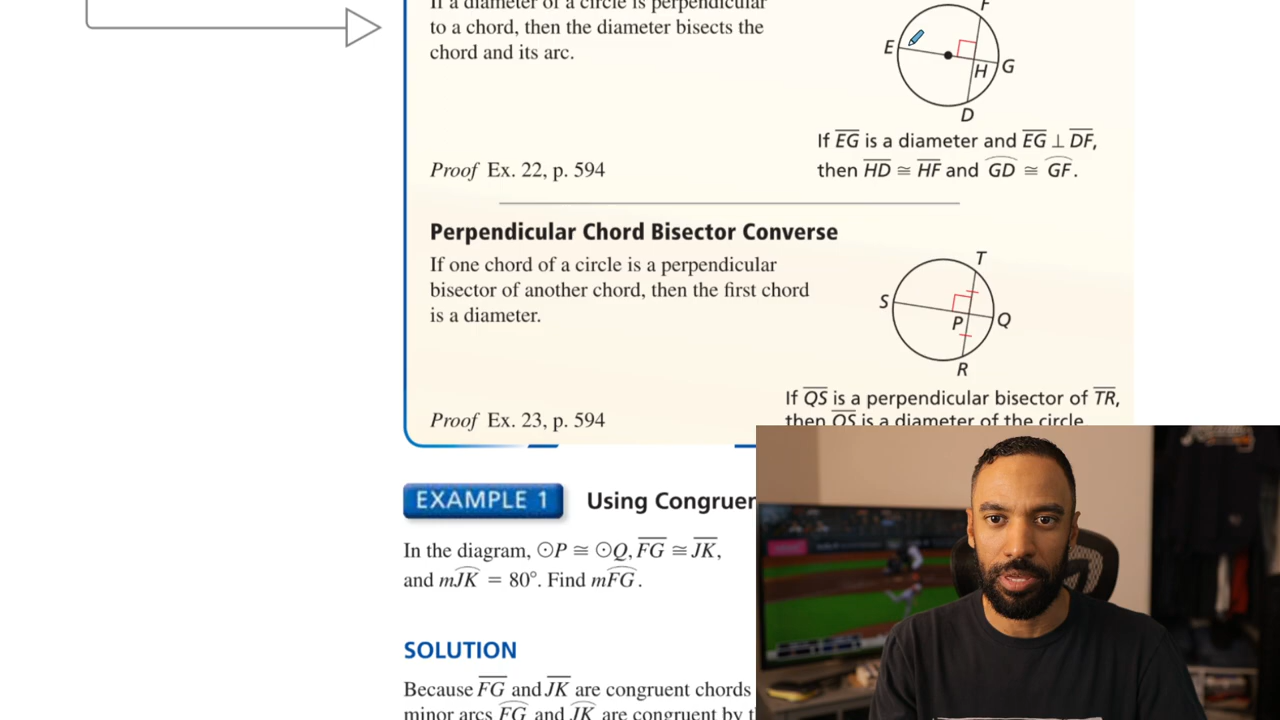 If a diameter of a circle is perpendicular
to a chord, then the diameter bisects the
chord and its arc.
F
E
H
G
D
If EG is a diameter and EG ⊥ DF,
then HD ≅ HF and GD ≅ GF.
Proof Ex. 22, p. 594
Perpendicular Chord Bisector Converse
If one chord of a circle is a perpendicular
bisector of another chord, then the first chord
is a diameter.
T
S
P
Q
R
If QS is a perpendicular bisector of TR,
then QS is a diameter of the circle
Proof Ex. 23, p. 594
EXAMPLE 1 Using Congruen
In the diagram, ⊙P ≅ ⊙Q, FG ≅ JK,
and mJK = 80°. Find mFG.
SOLUTION
Because FG and JK are congruent chords
minor arcs FG and JK are congruent by